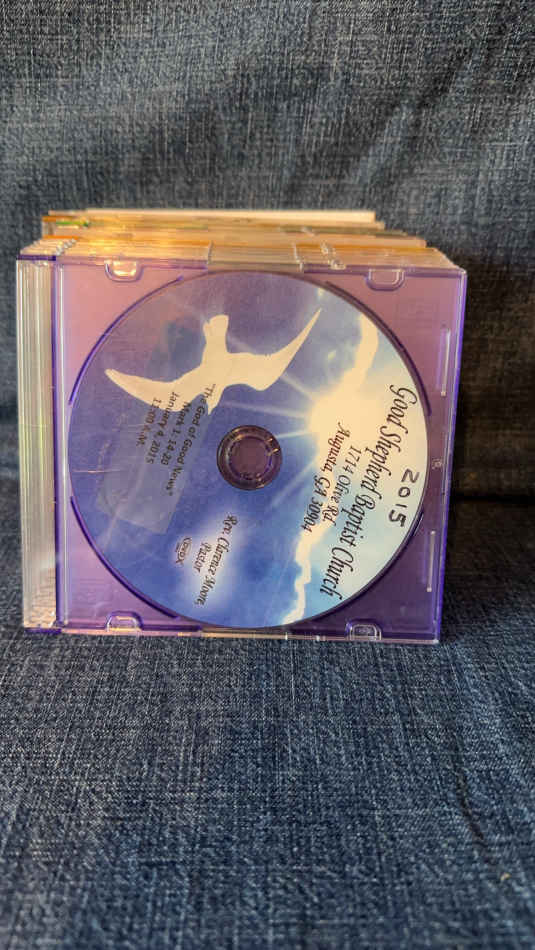 2015
Good Shepherd Baptist Church
1714 Olive Rd
Augusta, GA 30904
"The God of Good News"
Mark 1: 14-20
January 4, 2015
11:00 A.M.
Rev. Clarence Moore,
Pastor